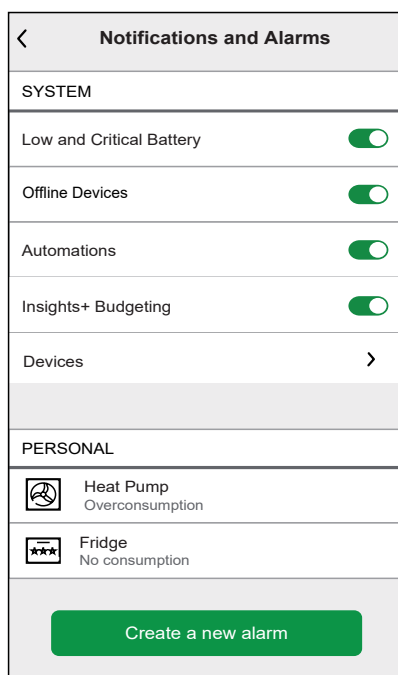 Notifications and Alarms
SYSTEM
Low and Critical Battery
Offline Devices
Automations
Insights+ Budgeting
Devices
PERSONAL
Heat Pump
Overconsumption
Fridge
No consumption
Create a new alarm